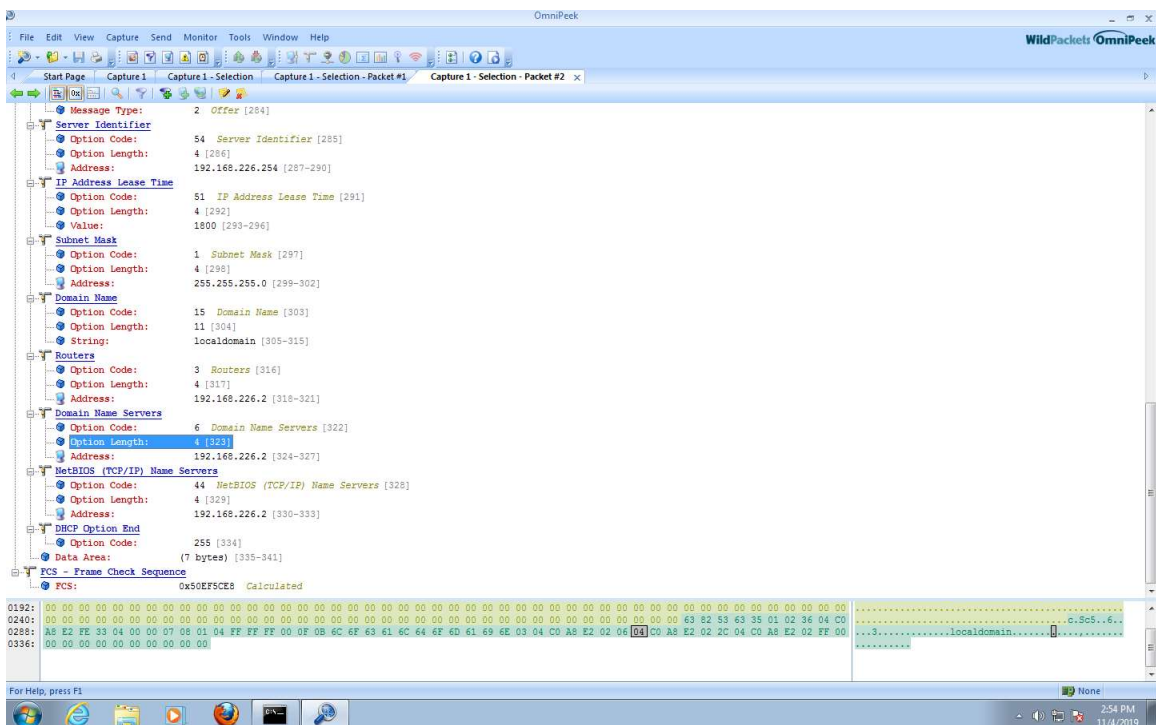 OmniPeek
File Edit View Capture Send Monitor Tools Window Help
WildPackets OmniPeek
Start Page Capture 1 Capture 1 - Selection Capture 1 - Selection - Packet #1 Capture 1 - Selection - Packet #2
Message Type: 2 Offer [284]
Server Identifier
Option Code: 54 Server Identifier [285]
Option Length: 4 [286]
Address: 192.168.226.254 [287-290]
IP Address Lease Time
Option Code: 51 IP Address Lease Time [291]
Option Length: 4 [292]
Value: 1800 [293-296]
Subnet Mask
Option Code: 1 Subnet Mask [297]
Option Length: 4 [298]
Address: 255.255.255.0 [299-302]
Domain Name
Option Code: 15 Domain Name [303]
Option Length: 11 [304]
String: localdomain [305-315]
Routers
Option Code: 3 Routers [316]
Option Length: 4 [317]
Address: 192.168.226.2 [318-321]
Domain Name Servers
Option Code: 6 Domain Name Servers [322]
Option Length: 4 [323]
Address: 192.168.226.2 [324-327]
NetBIOS (TCP/IP) Name Servers
Option Code: 44 NetBIOS (TCP/IP) Name Servers [328]
Option Length: 4 [329]
Address: 192.168.226.2 [330-333]
DHCP Option End
Option Code: 255 [334]
Data Area: (7 bytes) [335-341]
FCS - Frame Check Sequence
FCS: 0x50EF5CE8 Calculated
0192: 00 00 00 00 00 00 00 00 00 00 00 00 00 00 00 00 00 00 00 00 00 00 00 00 00 00 00 00 00 00 00 00 00 00 00 00 00 00 00 00 00 00 00 00 00 00 00 00 ................................................
0240: 00 00 00 00 00 00 00 00 00 00 00 00 00 00 00 00 00 00 00 00 00 00 00 00 00 00 00 00 00 00 00 00 00 00 00 00 00 00 63 82 53 63 35 01 02 36 04 C0 ......................................c.Sc5..6..
0288: A8 E2 FE 33 04 00 00 07 08 01 04 FF FF FF 00 0F 0B 6C 6F 63 61 6C 64 6F 6D 61 69 6E 03 04 C0 A8 E2 02 06 04 C0 A8 E2 02 2C 04 C0 A8 E2 02 FF 00 ...3.............localdomain............,.......
0336: 00 00 00 00 00 00 00 00 00 00 ..........
For Help, press F1
None
2:54 PM
11/4/2019